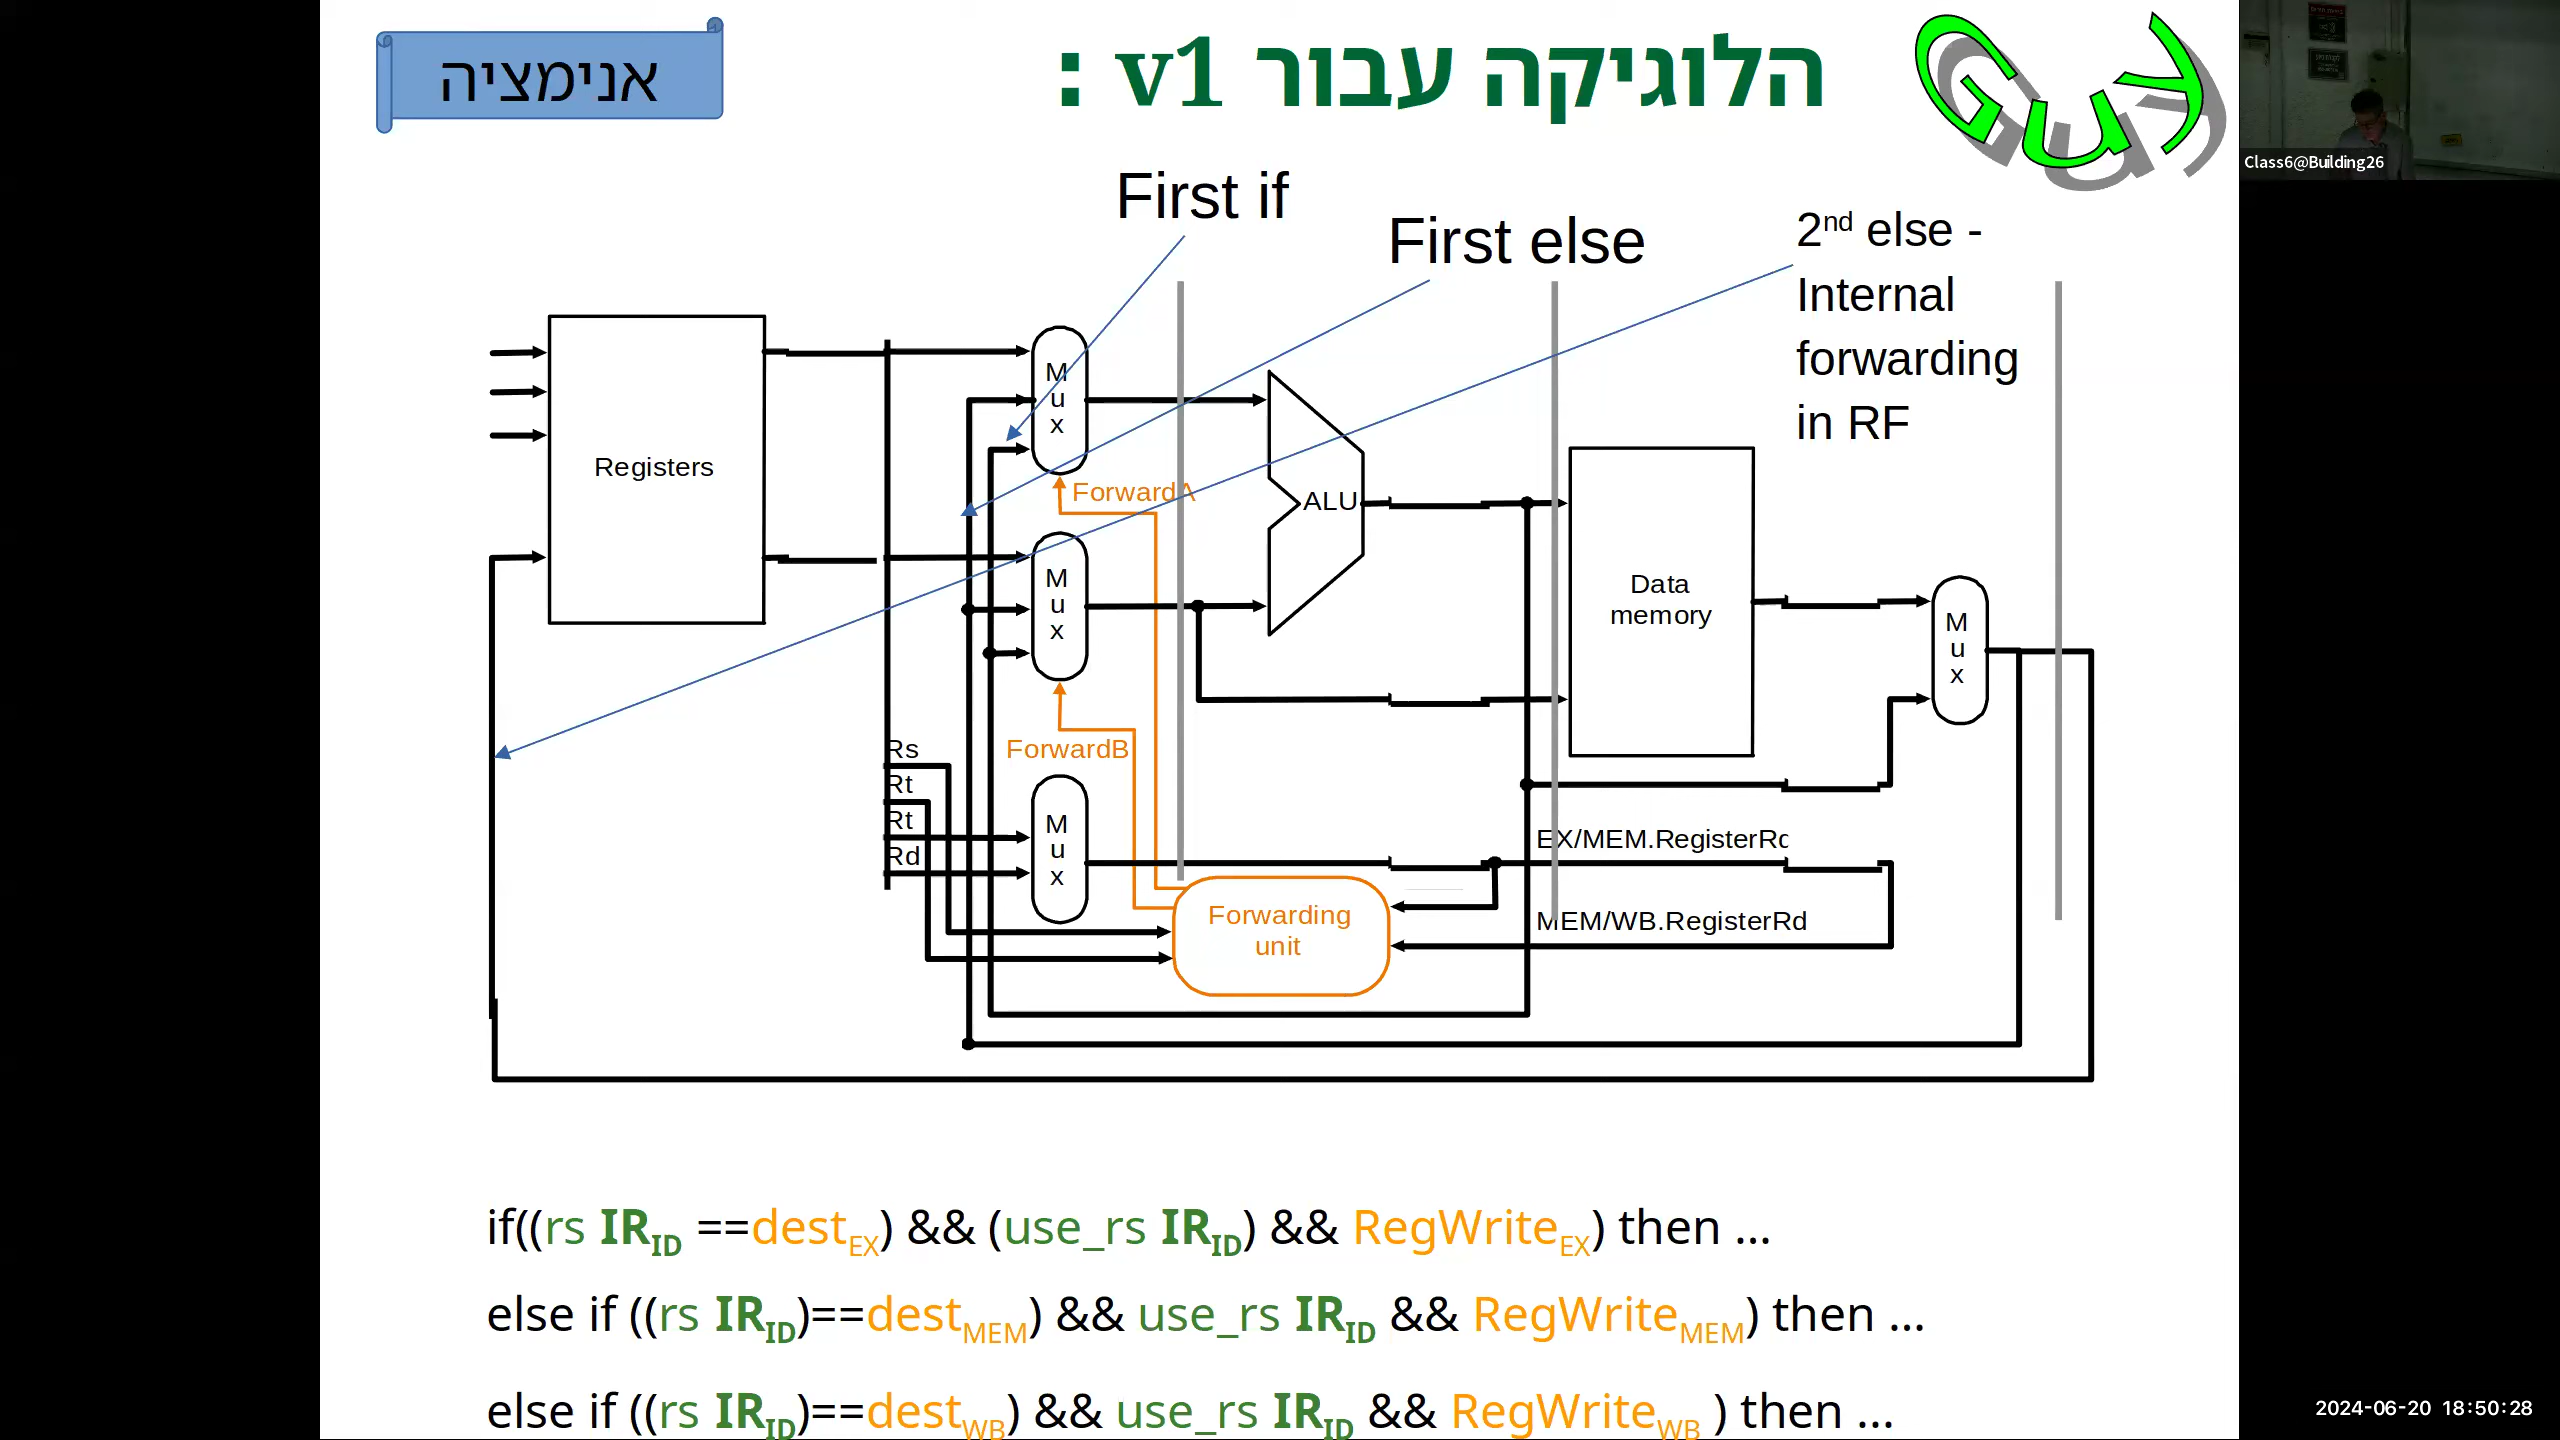 אנימציה
הלוגיקה עבור v1 :
Guy
Class6@Building26
First if
First else
2nd else -
Internal
forwarding
in RF
Registers
M
u
x
ForwardA
ALU
M
u
x
Data
memory
M
u
x
Rs
Rt
Rt
Rd
ForwardB
M
u
x
EX/MEM.RegisterRd
Forwarding
unit
MEM/WB.RegisterRd
if((rs IRID ==destEX) && (use_rs IRID) && RegWriteEX) then ...
else if ((rs IRID)==destMEM) && use_rs IRID && RegWriteMEM) then ...
else if ((rs IRID)==destWB) && use_rs IRID && RegWriteWB ) then ...
2024-06-20 18:50:28